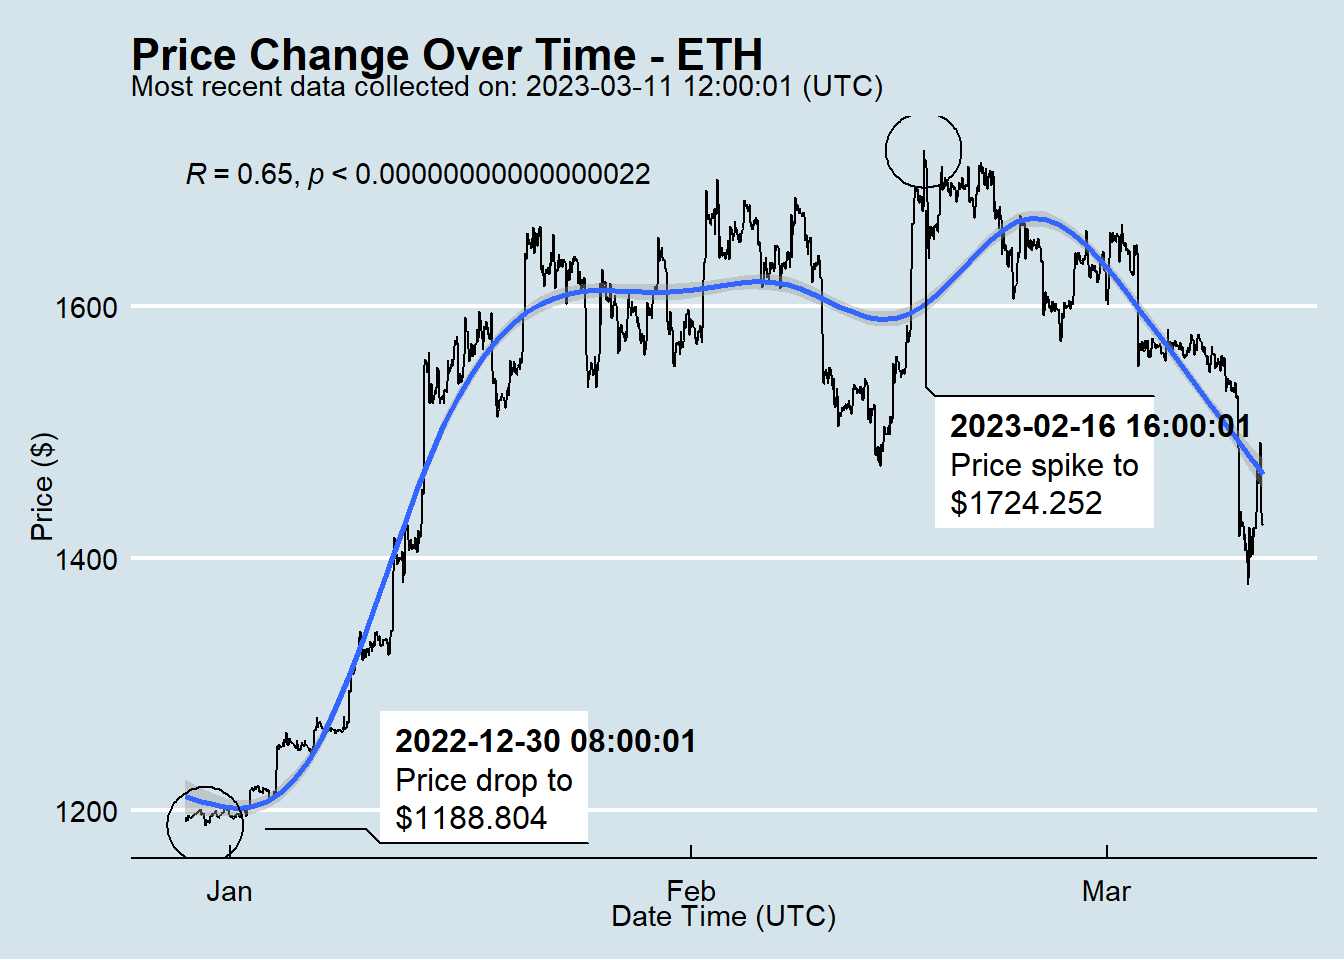 Price Change Over Time - ETH
Most recent data collected on: 2023-03-11 12:00:01 (UTC)
R = 0.65, p < 0.00000000000000022
1600
1400
1200
Price ($)
2023-02-16 16:00:01
Price spike to
$1724.252
2022-12-30 08:00:01
Price drop to
$1188.804
Jan
Feb
Mar
Date Time (UTC)